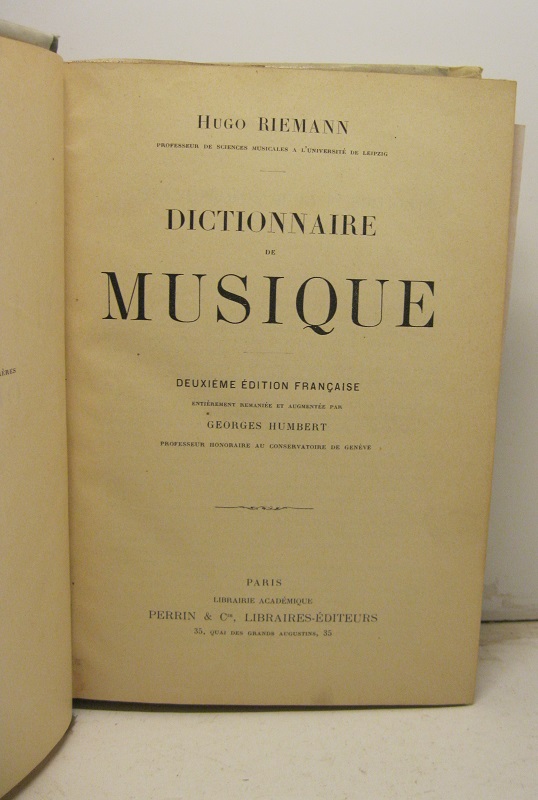 HUGO RIEMANN
PROFESSEUR DE SCIENCES MUSICALES A L'UNIVERSITÉ DE LEIPZIG
DICTIONNAIRE
DE
MUSIQUE
DEUXIÈME ÉDITION FRANÇAISE
ENTIÈREMENT REMANIÉE ET AUGMENTÉE PAR
GEORGES HUMBERT
PROFESSEUR HONORAIRE AU CONSERVATOIRE DE GENÈVE
PARIS
LIBRAIRIE ACADÉMIQUE
PERRIN & Cie, LIBRAIRES-ÉDITEURS
35, QUAI DES GRANDS AUGUSTINS, 35